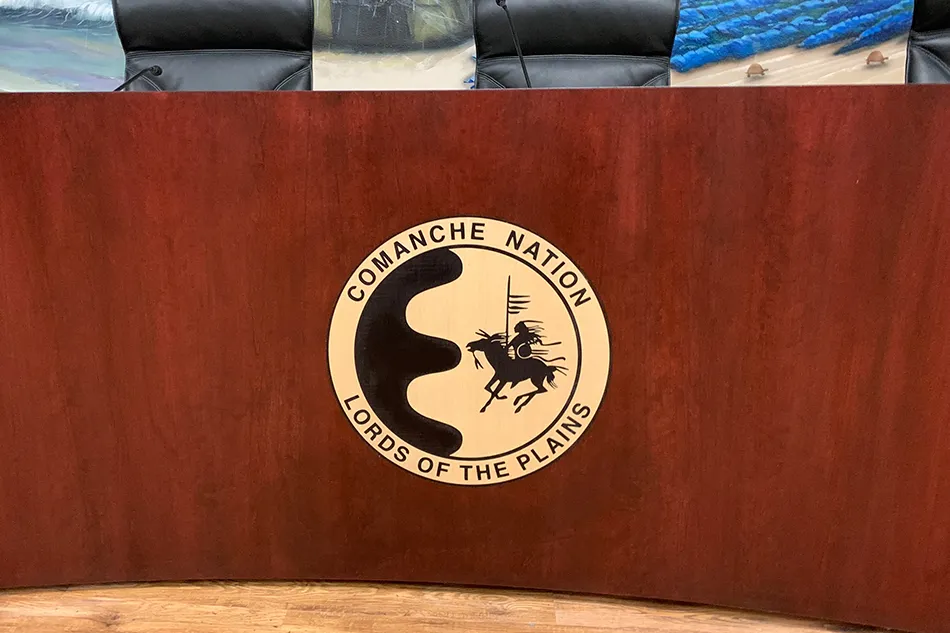 COMANCHE NATION
LORDS OF THE PLAINS